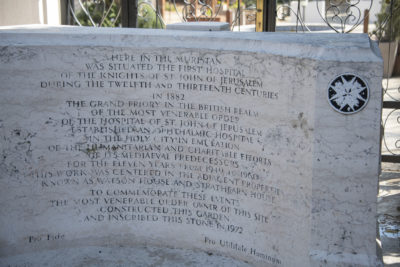 HERE IN THE MURISTAN
WAS SITUATED THE FIRST HOSPITAL
OF THE KNIGHTS OF ST JOHN OF JERUSALEM
DURING THE TWELFTH AND THIRTEENTH CENTURIES
IN 1882
THE GRAND PRIORY IN THE BRITISH REALM
OF THE MOST VENERABLE ORDER
OF THE HOSPITAL OF ST JOHN OF JERUSALEM
ESTABLISHED AN OPHTHALMIC HOSPITAL
IN THE HOLY CITY IN EMULATION
OF THE HUMANITARIAN AND CHARITABLE EFFORTS
OF ITS MEDIAEVAL PREDECESSORS
FOR THE ELEVEN YEARS FROM 1949 TO 1960
THIS WORK WAS CENTERED IN THE ADJACENT PROPERTIES
KNOWN AS WATSON HOUSE AND STRATHEARN HOUSE
TO COMMEMORATE THESE EVENTS
THE MOST VENERABLE ORDER OWNER OF THIS SITE
CONSTRUCTED THIS GARDEN
AND INSCRIBED THIS STONE IN 1972
Pro Fide
Pro Utilitate Hominum